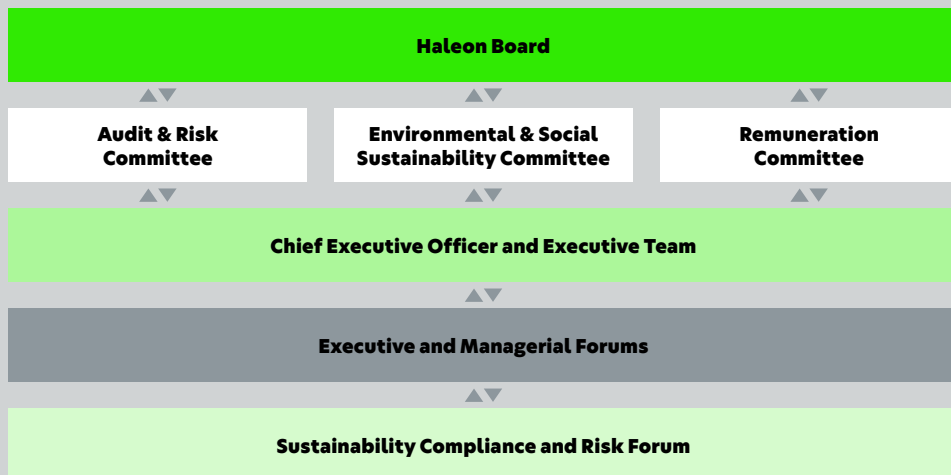 Haleon Board
Audit & Risk
Committee
Environmental & Social
Sustainability Committee
Remuneration
Committee
Chief Executive Officer and Executive Team
Executive and Managerial Forums
Sustainability Compliance and Risk Forum